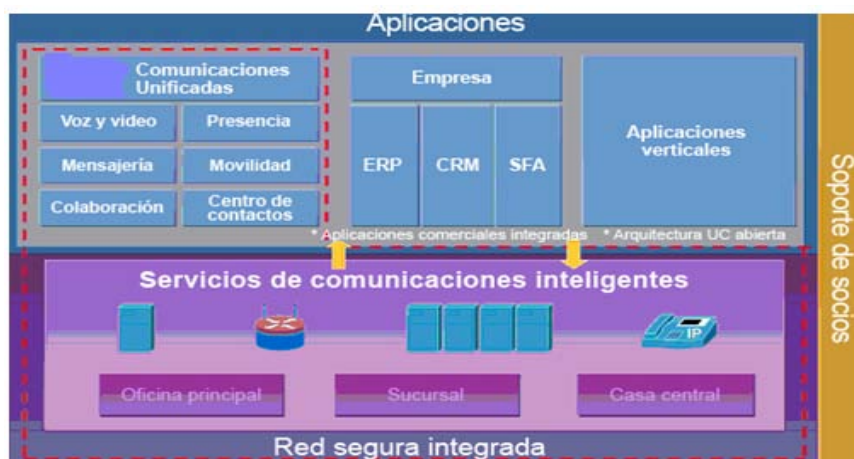 Aplicaciones
Comunicaciones
Unificadas
Voz y video
Presencia
Mensajería
Movilidad
Colaboración
Centro de
contactos
Empresa
ERP
CRM
SFA
Aplicaciones
verticales
* Aplicaciones comerciales integradas
* Arquitectura UC abierta
Servicios de comunicaciones inteligentes
IP
Oficina principal
Sucursal
Casa central
Red segura integrada
Soporte de socios